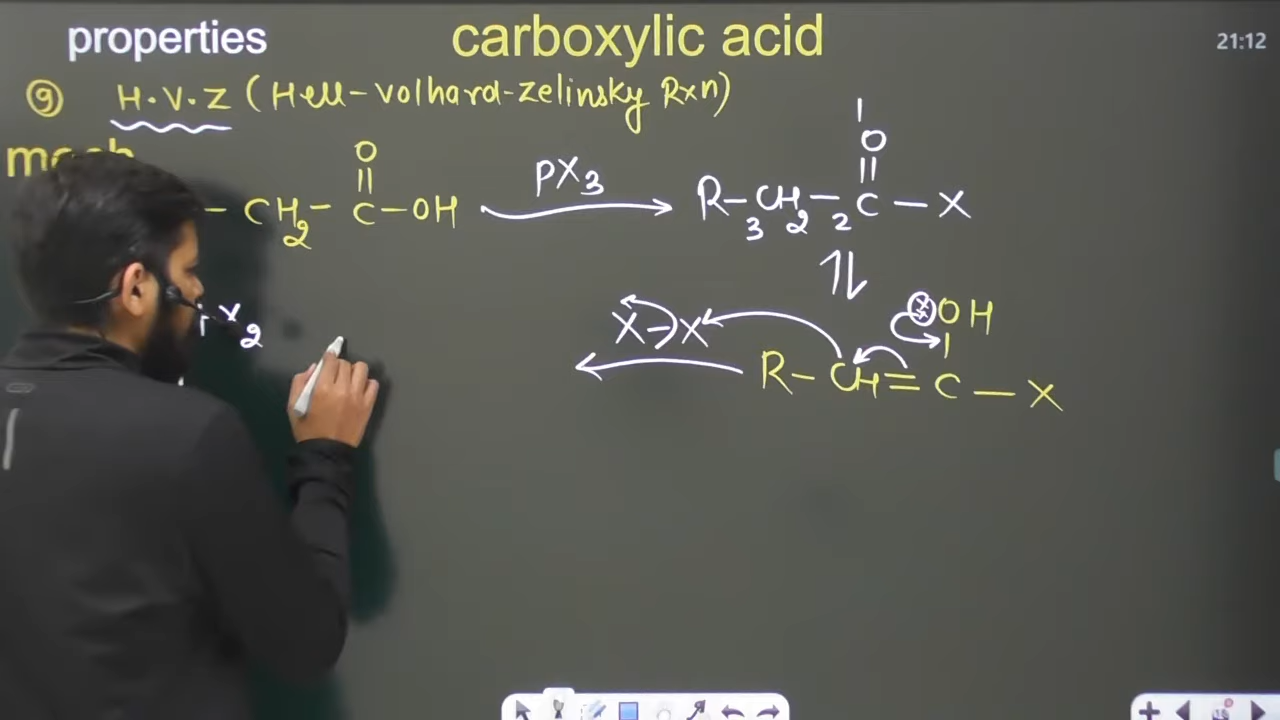 properties carboxylic acid 21:12
⑨ H.V.Z (Hell-Volhard-Zelinsky Rxn)
O
|| 
- CH2 - C - OH
PX3
1
O
||
R - CH2 - C - X
3 2
X2
X - X
OH
|
R - CH = C - X